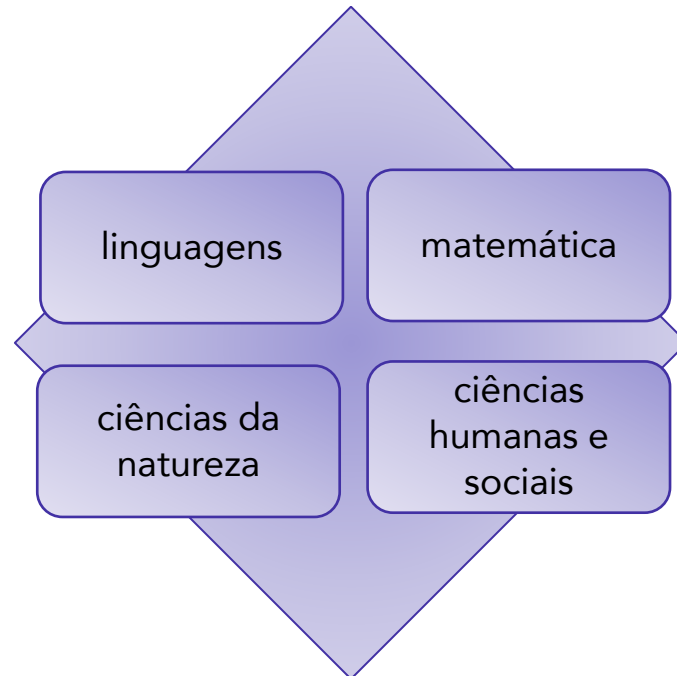 linguagens
matemática
ciências da
natureza
ciências
humanas e
sociais